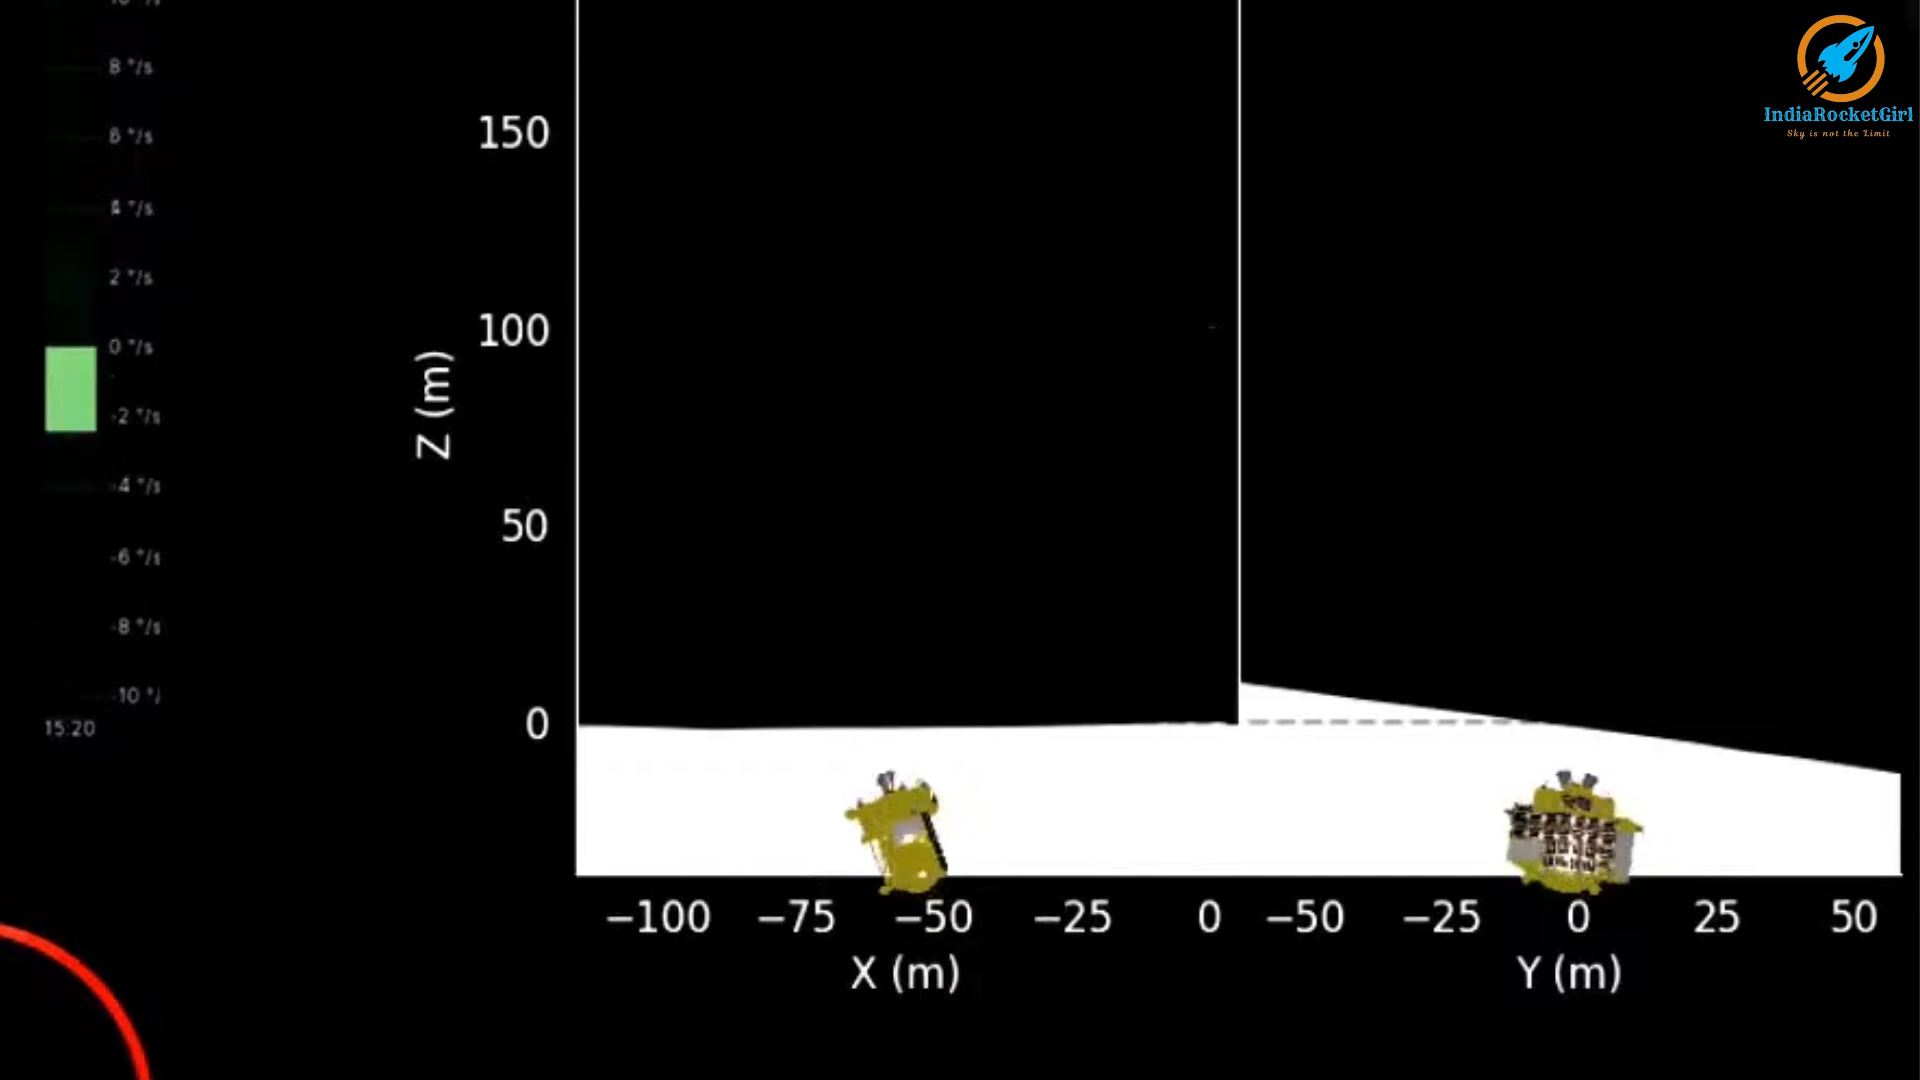 8 °/s
6 °/s
4 °/s
2 °/s
0 °/s
-2 °/s
-4 °/s
-6 °/s
-8 °/s
-10 °/
15:20
Z (m)
150
100
50
0
−100 −75 −50 −25 0 −50 −25 0 25 50
X (m) Y (m)
IndiaRocketGirl
Sky is not the Limit